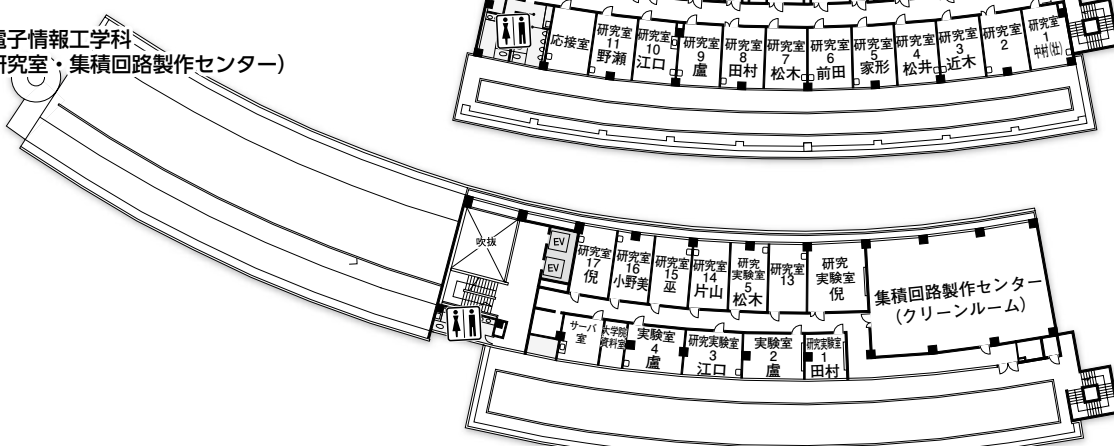 電子情報工学科
研究室・集積回路製作センター）
応接室
研究室
11
野瀬
研究室
10
江口
研究室
9
盧
研究室
8
田村
研究室
7
松木
研究室
6
前田
研究室
5
家形
研究室
4
松井
研究室
3
近木
研究室
2
研究室
1
中村（壮）
吹抜
EV
EV
研究室
17
倪
研究室
16
小野美
研究室
15
巫
研究室
14
片山
研究
実験室
5
松木
研究室
13
研究
実験室
倪
集積回路製作センター
（クリーンルーム）
サーバ
室
大学院
資料室
実験室
4
盧
研究実験室
3
江口
実験室
2
盧
研究実験室
1
田村